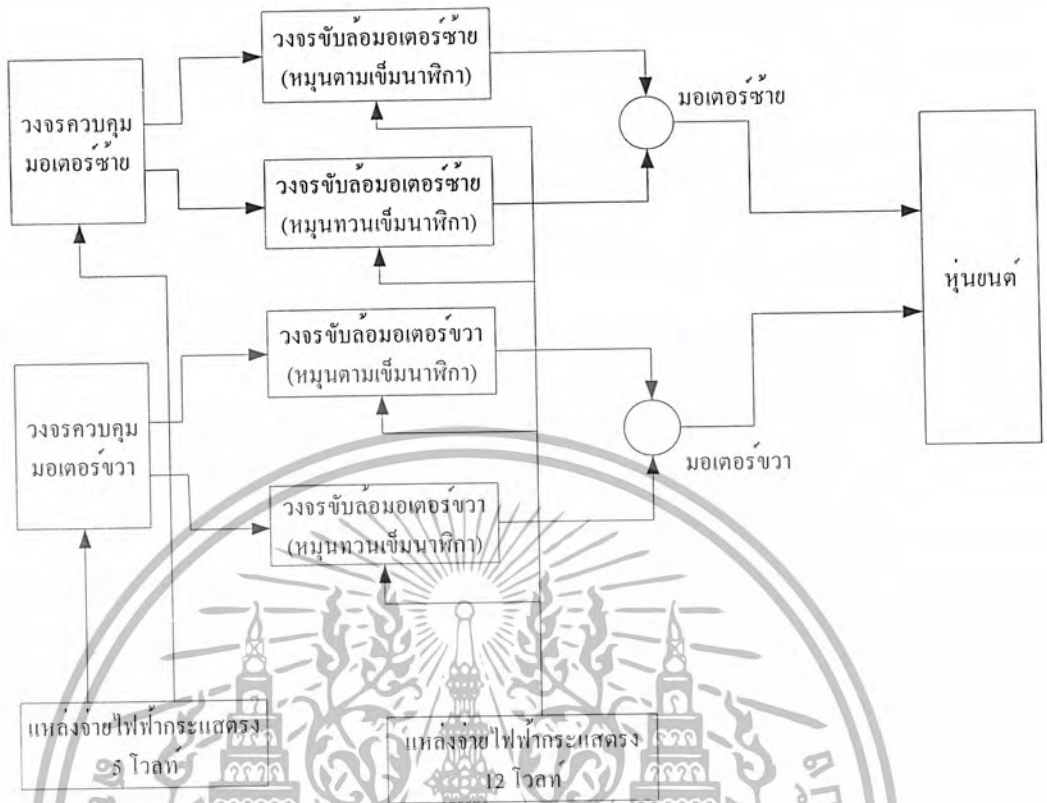 วงจรขับล้อมอเตอร์ซ้าย
(หมุนตามเข็มนาฬิกา)
วงจรควบคุม
มอเตอร์ซ้าย
มอเตอร์ซ้าย
วงจรขับล้อมอเตอร์ซ้าย
(หมุนทวนเข็มนาฬิกา)
หุ่นยนต์
วงจรขับล้อมอเตอร์ขวา
(หมุนตามเข็มนาฬิกา)
วงจรควบคุม
มอเตอร์ขวา
มอเตอร์ขวา
วงจรขับล้อมอเตอร์ขวา
(หมุนทวนเข็มนาฬิกา)
แหล่งจ่ายไฟฟ้ากระแสตรง
5 โวลท์
แหล่งจ่ายไฟฟ้ากระแสตรง
12 โวลท์